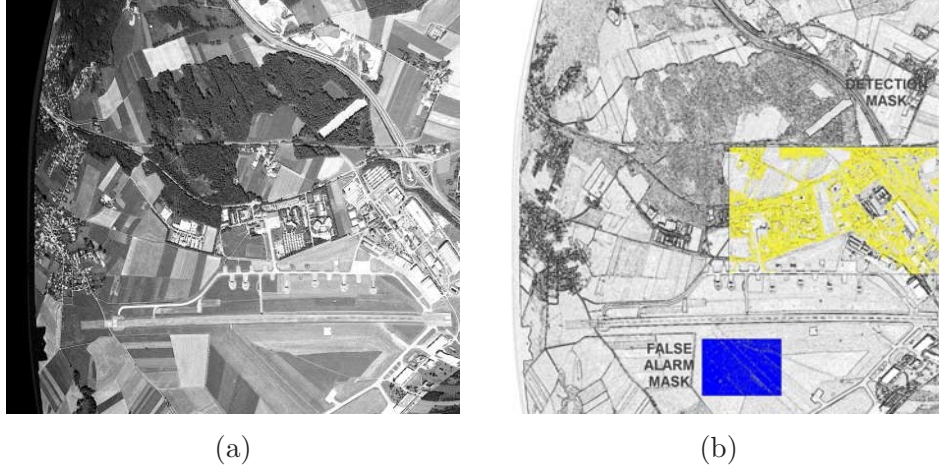 DETECTION
MASK
FALSE
ALARM
MASK
(a)
(b)